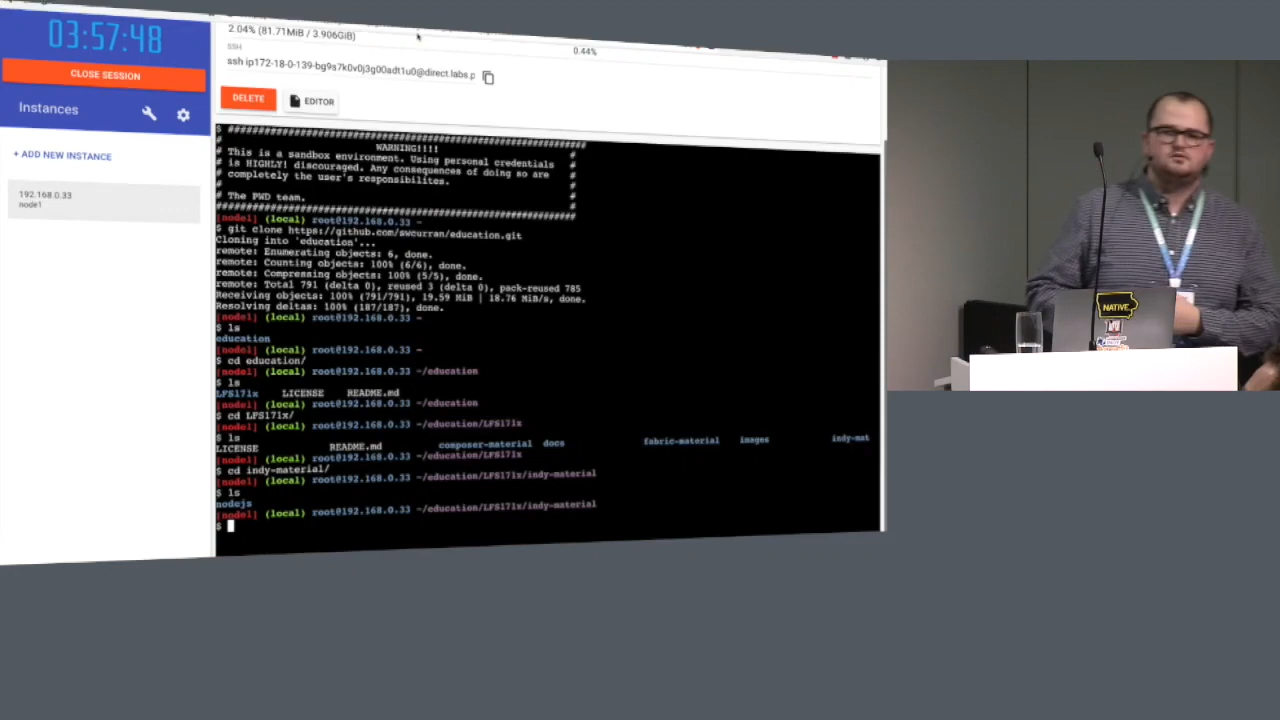 03:57:48
CLOSE SESSION
Instances
+ ADD NEW INSTANCE
192.168.0.33
node1
2.04% (81.71MiB / 3.906GiB)
0.44%
SSH
ssh ip172-18-0-139-bg9s7k0v0j3g00adt1u0@direct.labs.p
DELETE
EDITOR
$ ############################################################
# WARNING!!!! #
# This is a sandbox environment. Using personal credentials #
# is HIGHLY! discouraged. Any consequences of doing so are #
# completely the user's responsibilites. #
# #
# The PWD team. #
############################################################
[node1] (local) root@192.168.0.33 ~
$ git clone https://github.com/swcurran/education.git
Cloning into 'education'...
remote: Enumerating objects: 6, done.
remote: Counting objects: 100% (6/6), done.
remote: Compressing objects: 100% (5/5), done.
remote: Total 791 (delta 0), reused 3 (delta 0), pack-reused 785
Receiving objects: 100% (791/791), 19.59 MiB | 18.76 MiB/s, done.
Resolving deltas: 100% (187/187), done.
[node1] (local) root@192.168.0.33 ~
$ ls
education
[node1] (local) root@192.168.0.33 ~
$ cd education/
[node1] (local) root@192.168.0.33 ~/education
$ ls
LFS171x LICENSE README.md
[node1] (local) root@192.168.0.33 ~/education
$ cd LFS171x/
[node1] (local) root@192.168.0.33 ~/education/LFS171x
$ ls
LICENSE README.md composer-material docs fabric-material images indy-mat
[node1] (local) root@192.168.0.33 ~/education/LFS171x
$ cd indy-material/
[node1] (local) root@192.168.0.33 ~/education/LFS171x/indy-material
$ ls
nodejs
[node1] (local) root@192.168.0.33 ~/education/LFS171x/indy-material
$
NATIVE